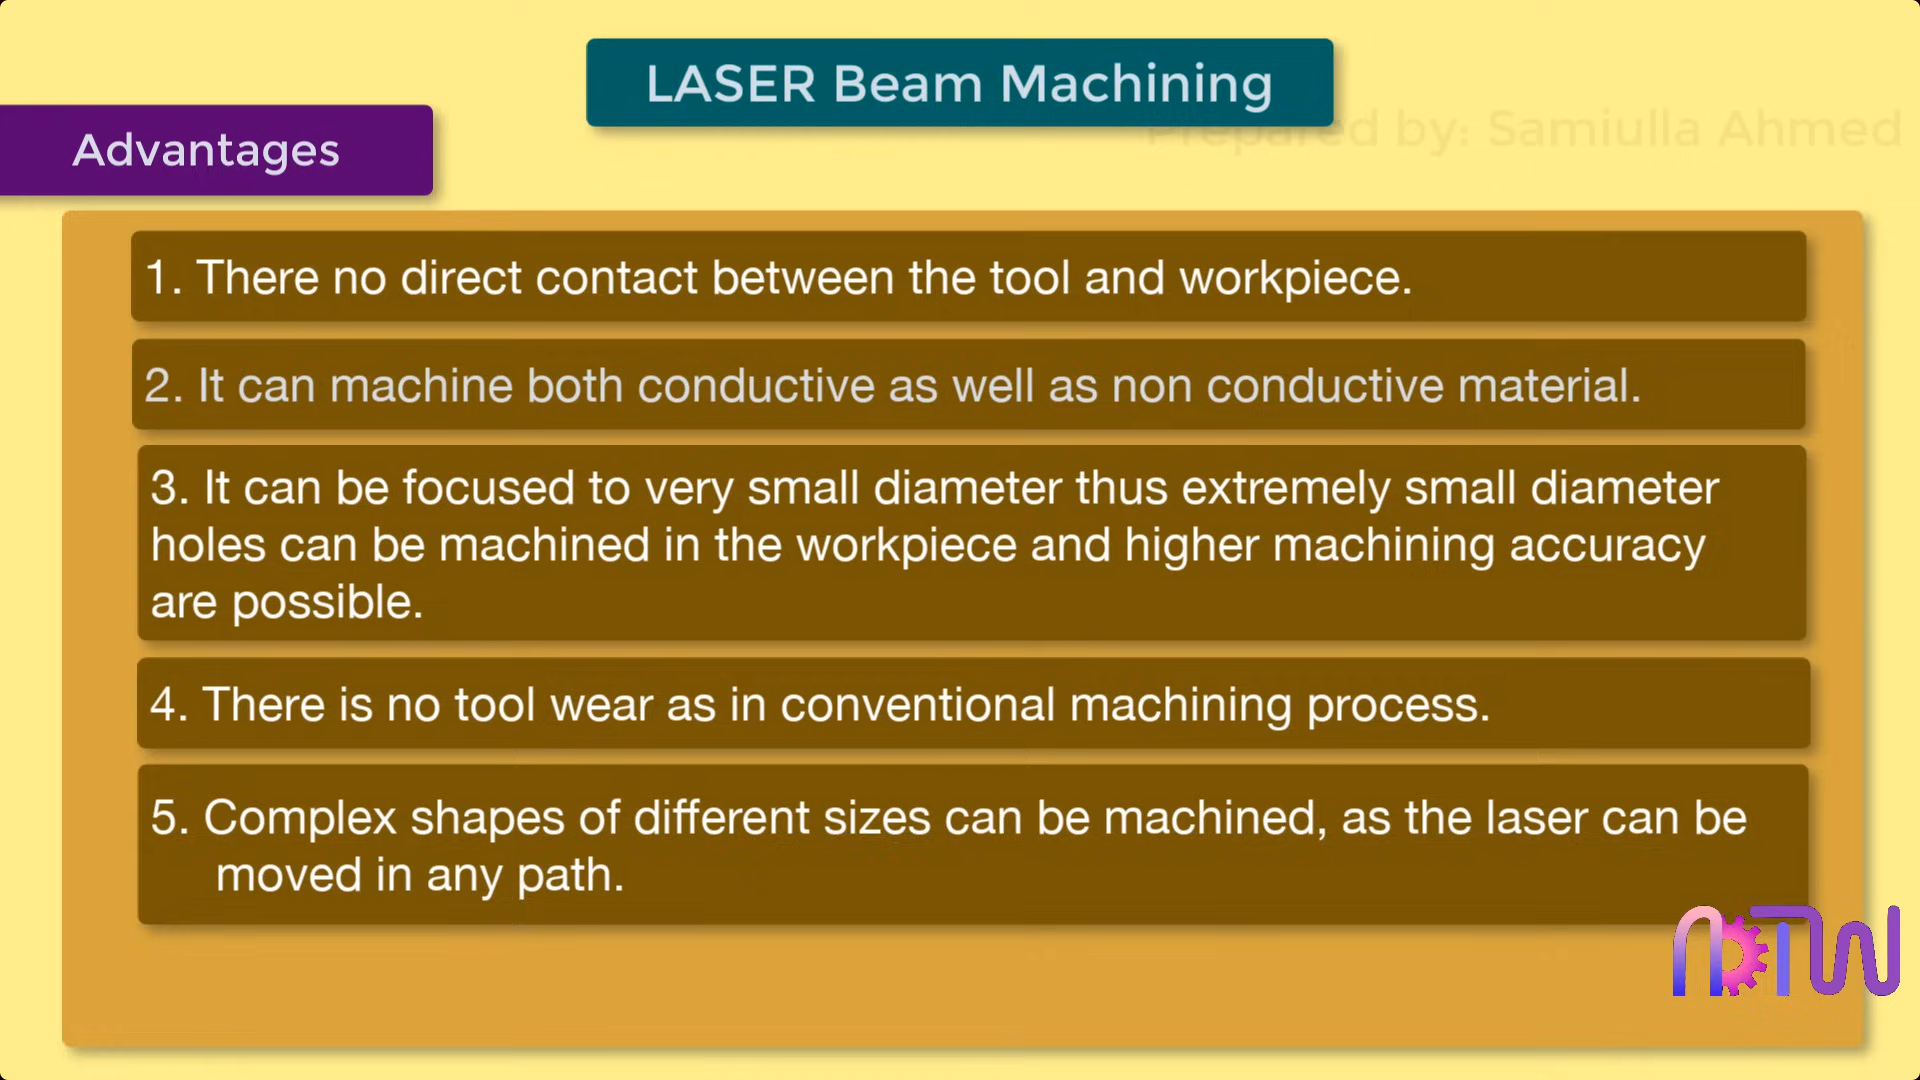 LASER Beam Machining
Prepared by: Samiulla Ahmed
Advantages
1. There no direct contact between the tool and workpiece.
2. It can machine both conductive as well as non conductive material.
3. It can be focused to very small diameter thus extremely small diameter
holes can be machined in the workpiece and higher machining accuracy
are possible.
4. There is no tool wear as in conventional machining process.
5. Complex shapes of different sizes can be machined, as the laser can be
moved in any path.